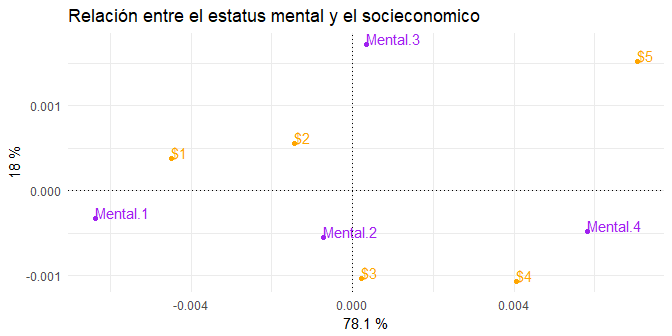 Relación entre el estatus mental y el socieconomico
Mental.3
$5
0.001
$2
$1
18 %
0.000
Mental.1
Mental.2
Mental.4
$3
$4
-0.001
-0.004
0.000
0.004
78.1 %